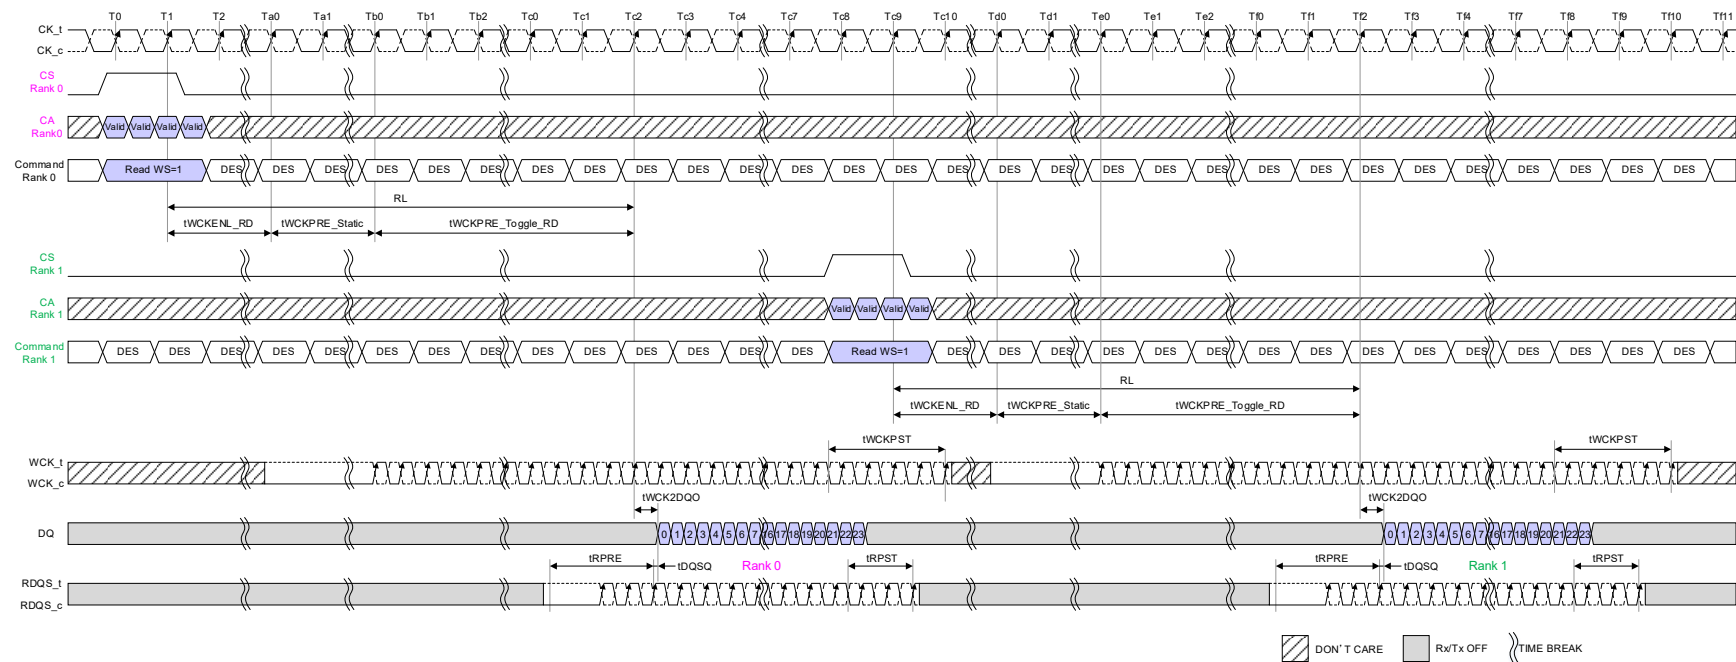 T0 T1 T2 Ta0 Ta1 Tb0 Tb1 Tb2 Tc0 Tc1 Tc2 Tc3 Tc4 Tc7 Tc8 Tc9 Tc10 Td0 Td1 Te0 Te1 Te2 Tf0 Tf1 Tf2 Tf3 Tf4 Tf7 Tf8 Tf9 Tf10 Tf11
CK_t
CK_c
CS
Rank 0
CA
Rank0
Valid Valid Valid Valid
Command
Rank 0
Read WS=1 DES DES DES DES DES DES DES DES DES DES DES DES DES DES DES DES DES DES DES DES DES DES DES DES DES DES DES DES DES
RL
tWCKENL_RD tWCKPRE_Static tWCKPRE_Toggle_RD
CS
Rank 1
CA
Rank 1
Valid Valid Valid Valid
Command
Rank 1
DES DES DES DES DES DES DES DES DES DES DES DES DES DES Read WS=1 DES DES DES DES DES DES DES DES DES DES DES DES DES DES DES
RL
tWCKENL_RD tWCKPRE_Static tWCKPRE_Toggle_RD
tWCKPST tWCKPST
WCK_t
WCK_c
tWCK2DQO tWCK2DQO
DQ
0 1 2 3 4 5 6 7 16 17 18 19 20 21 22 23 0 1 2 3 4 5 6 7 16 17 18 19 20 21 22 23
tRPRE tDQSQ Rank 0 tRPST tRPRE tDQSQ Rank 1 tRPST
RDQS_t
RDQS_c
DON'T CARE Rx/Tx OFF TIME BREAK